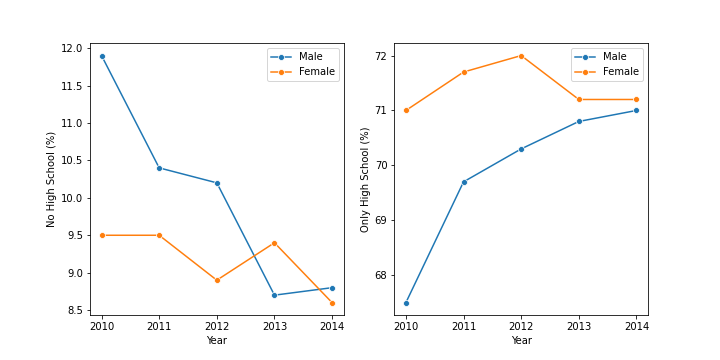 12.0
11.5
11.0
10.5
10.0
9.5
9.0
8.5
No High School (%)
2010 2011 2012 2013 2014
Year
Male
Female
72
71
70
69
68
Only High School (%)
2010 2011 2012 2013 2014
Year
Male
Female